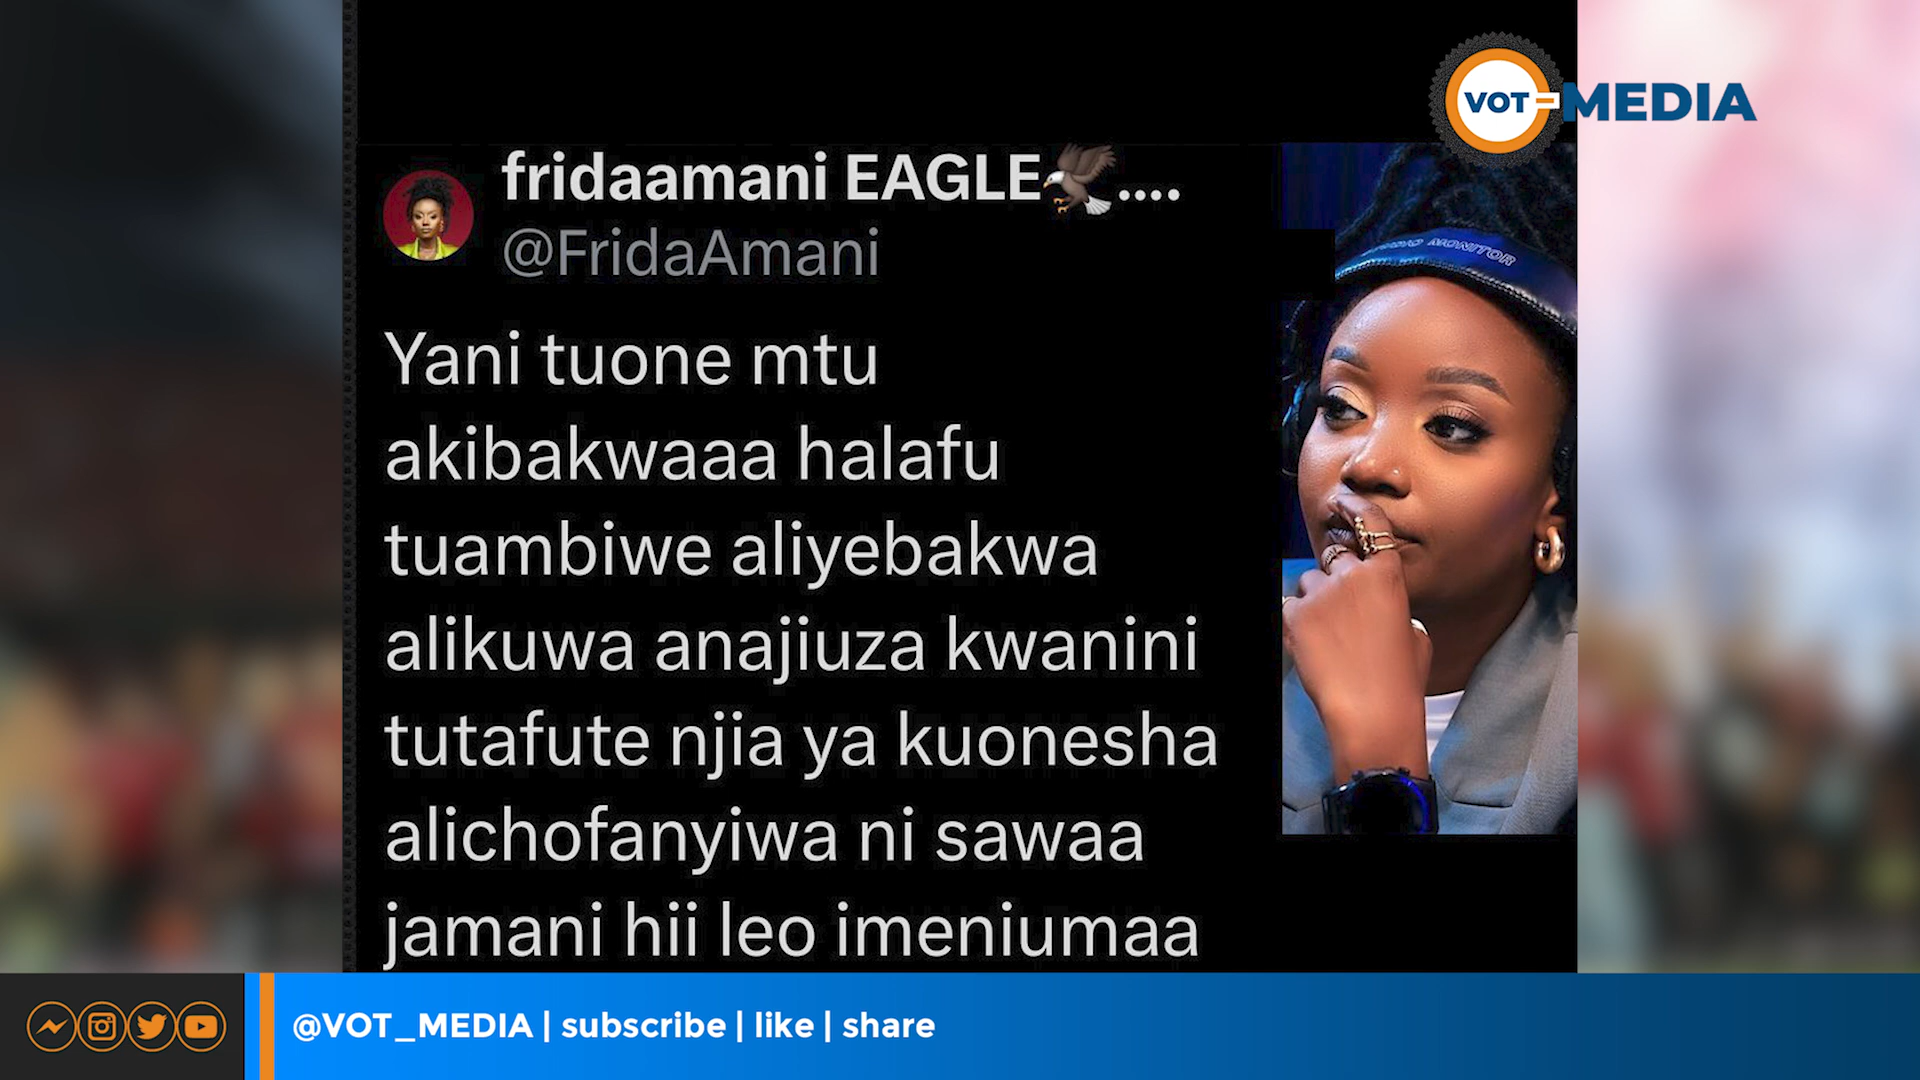 VOT-MEDIA
fridaamani EAGLE🦅....
@FridaAmani
MONITOR
Yani tuone mtu
akibakwaaa halafu
tuambiwe aliyebakwa
alikuwa anajiuza kwanini
tutafute njia ya kuonesha
alichofanyiwa ni sawaa
jamani hii leo imeniumaa
@VOT_MEDIA | subscribe | like | share